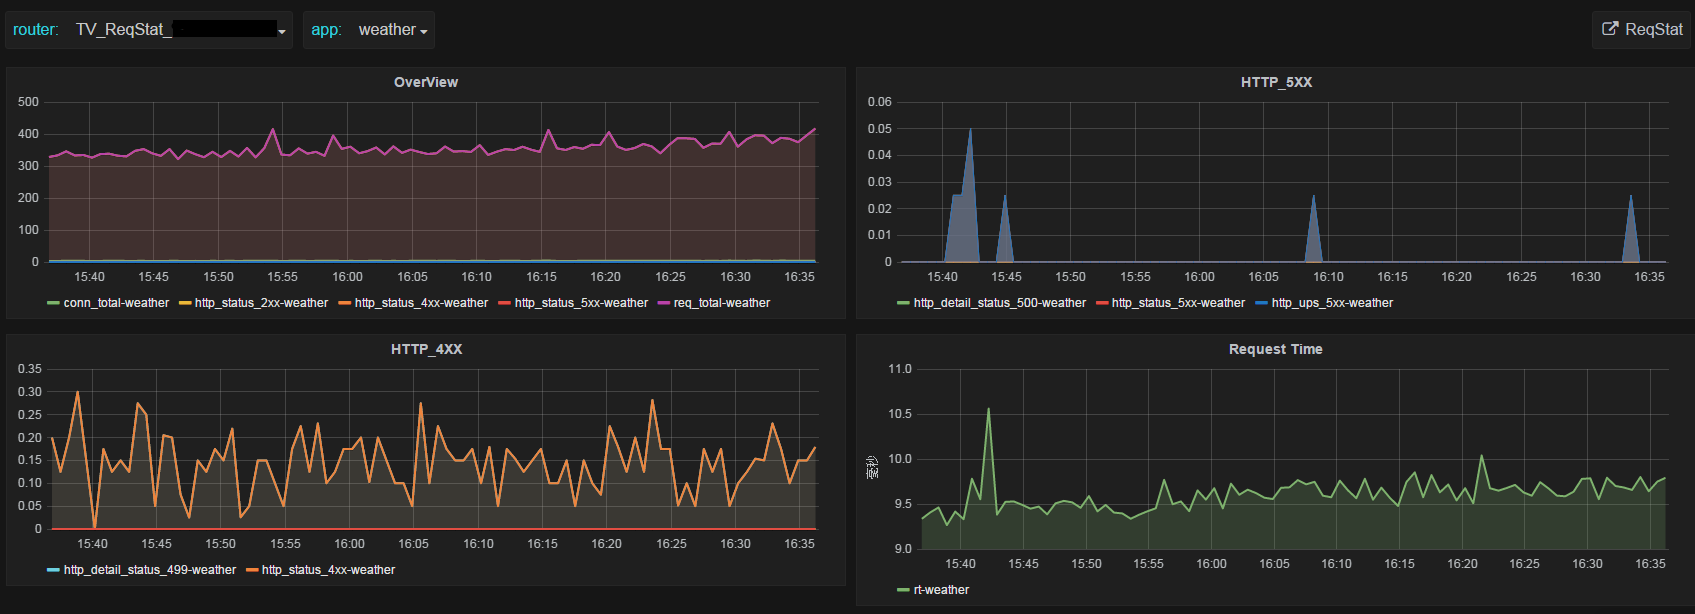 router: TV_ReqStat_ app: weather ReqStat
OverView
500
400
300
200
100
0
15:40 15:45 15:50 15:55 16:00 16:05 16:10 16:15 16:20 16:25 16:30 16:35
conn_total-weather http_status_2xx-weather http_status_4xx-weather http_status_5xx-weather req_total-weather
HTTP_5XX
0.06
0.05
0.04
0.03
0.02
0.01
0
15:40 15:45 15:50 15:55 16:00 16:05 16:10 16:15 16:20 16:25 16:30 16:35
http_detail_status_500-weather http_status_5xx-weather http_ups_5xx-weather
HTTP_4XX
0.35
0.30
0.25
0.20
0.15
0.10
0.05
0
15:40 15:45 15:50 15:55 16:00 16:05 16:10 16:15 16:20 16:25 16:30 16:35
http_detail_status_499-weather http_status_4xx-weather
Request Time
毫秒
11.0
10.5
10.0
9.5
9.0
15:40 15:45 15:50 15:55 16:00 16:05 16:10 16:15 16:20 16:25 16:30 16:35
rt-weather